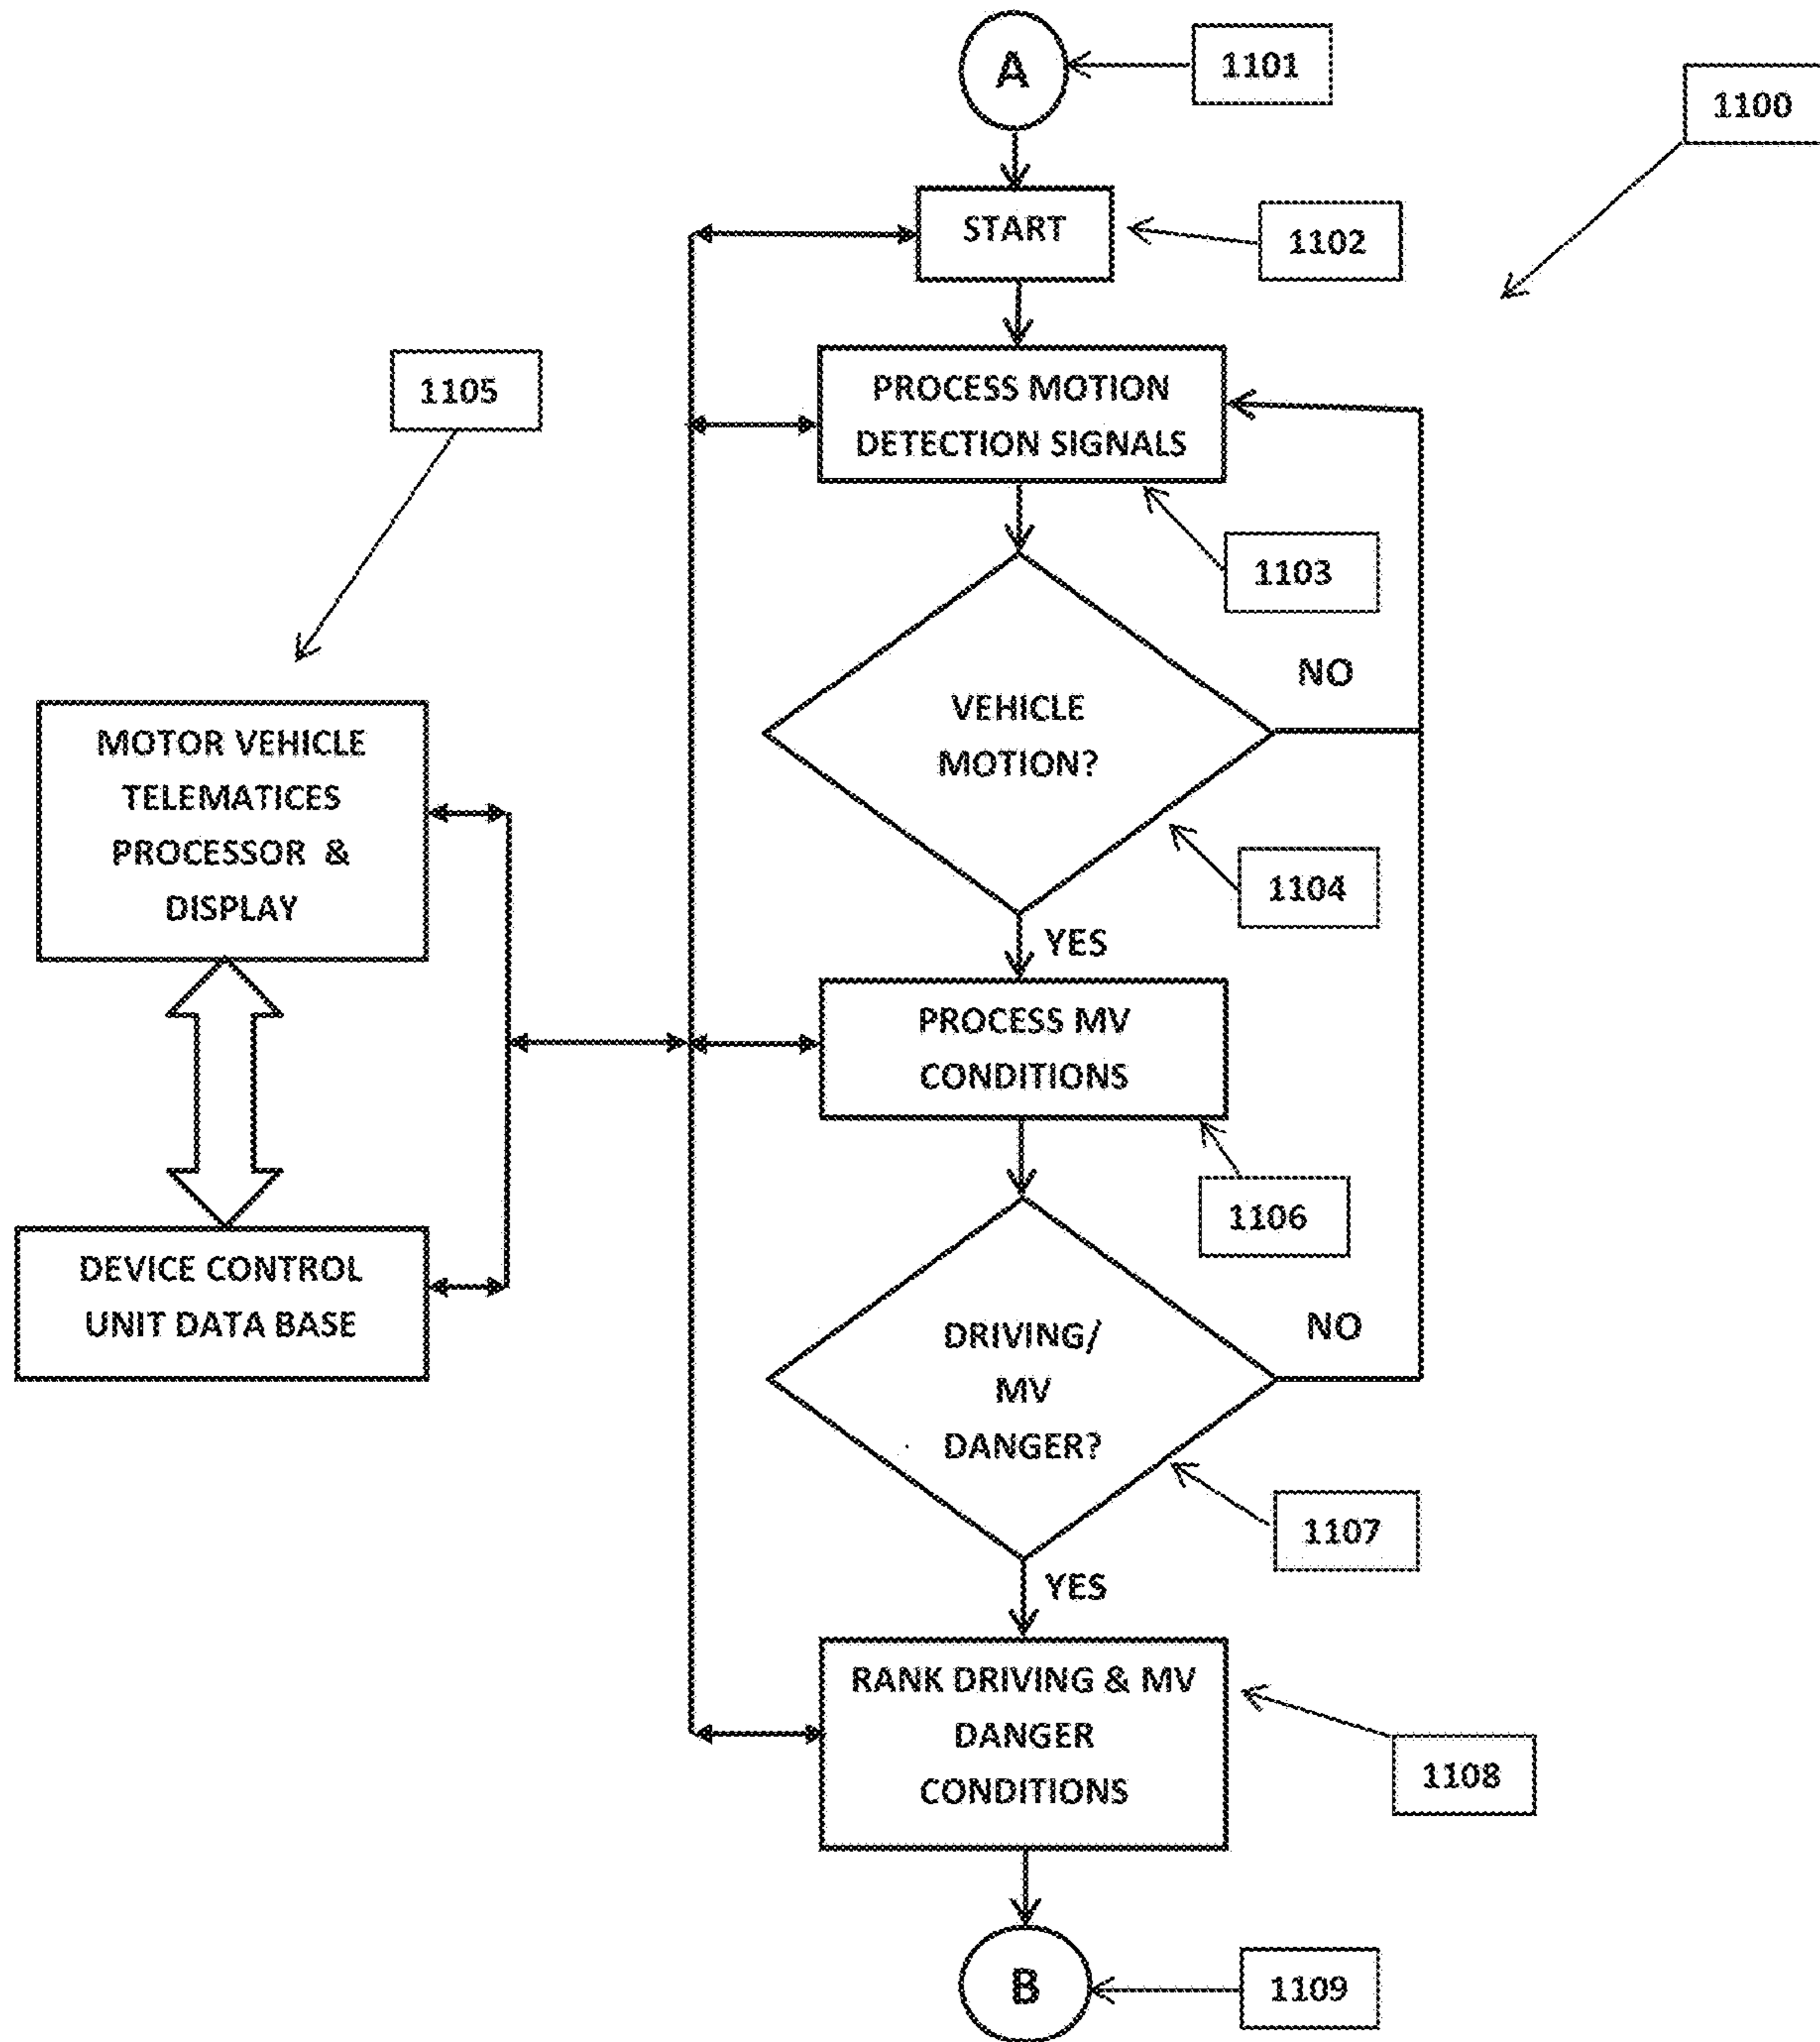 A
1101
1100
START
1102
1105
PROCESS MOTION
DETECTION SIGNALS
1103
VEHICLE
MOTION?
NO
1104
YES
MOTOR VEHICLE
TELEMATICES
PROCESSOR &
DISPLAY
PROCESS MV
CONDITIONS
1106
DEVICE CONTROL
UNIT DATA BASE
DRIVING/
MV
DANGER?
NO
1107
YES
RANK DRIVING & MV
DANGER
CONDITIONS
1108
B
1109